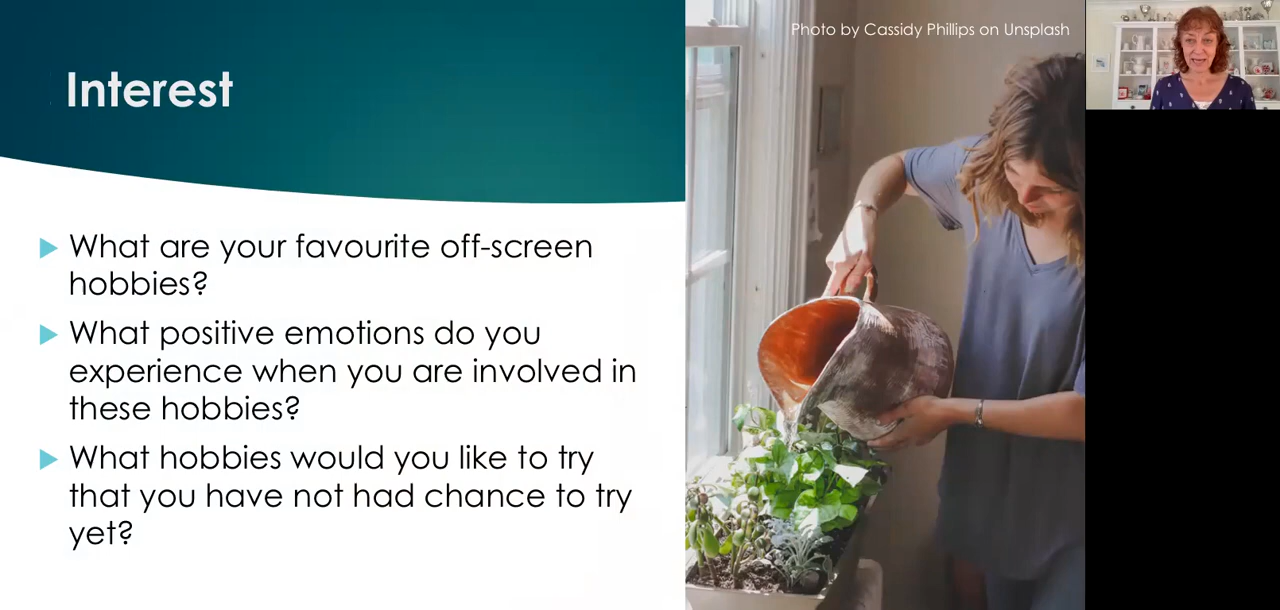 Photo by Cassidy Phillips on Unsplash
Interest
What are your favourite off-screen
hobbies?
What positive emotions do you
experience when you are involved in
these hobbies?
What hobbies would you like to try
that you have not had chance to try
yet?